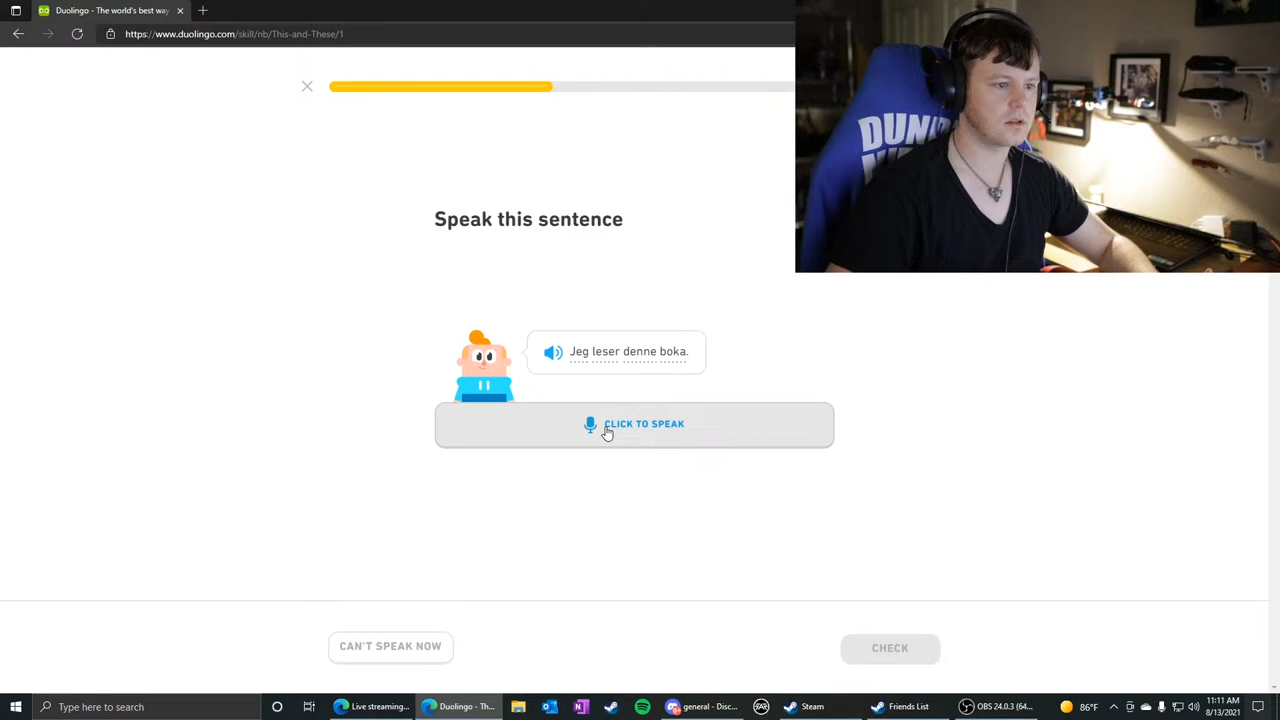 Duolingo - The world's best way
https://www.duolingo.com/skill/nb/This-and-These/1
DUN
Speak this sentence
Jeg leser denne boka.
CLICK TO SPEAK
CAN'T SPEAK NOW
CHECK
Type here to search
Live streaming...
Duolingo - Th...
general - Disc...
Steam
Friends List
OBS 24.0.3 (64...
86°F
11:11 AM
8/13/2021